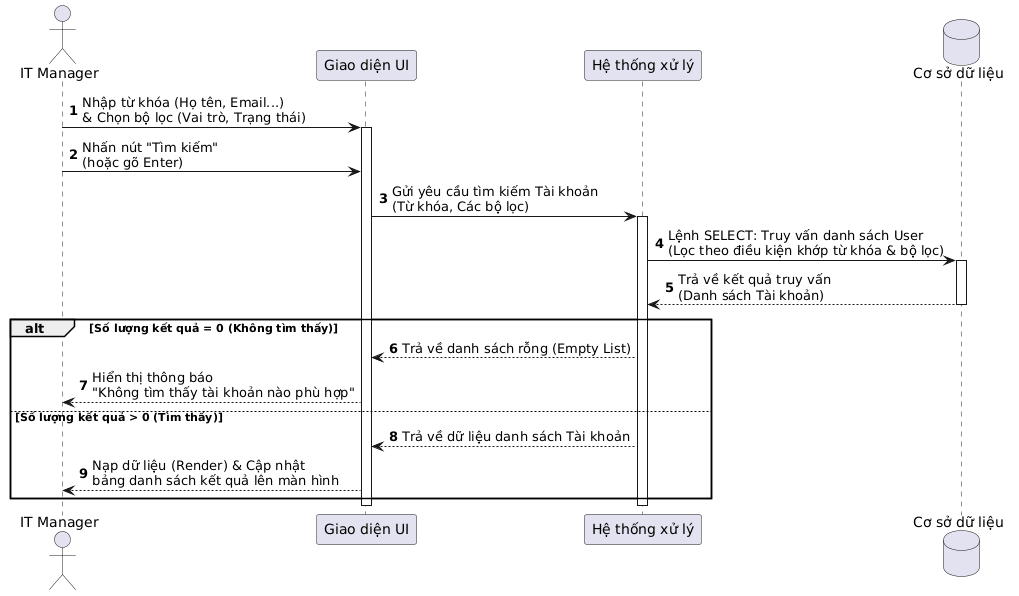 IT Manager
Giao diện UI
Hệ thống xử lý
Cơ sở dữ liệu
1 Nhập từ khóa (Họ tên, Email...)
& Chọn bộ lọc (Vai trò, Trạng thái)
2 Nhấn nút "Tìm kiếm"
(hoặc gõ Enter)
3 Gửi yêu cầu tìm kiếm Tài khoản
(Từ khóa, Các bộ lọc)
4 Lệnh SELECT: Truy vấn danh sách User
(Lọc theo điều kiện khớp từ khóa & bộ lọc)
5 Trả về kết quả truy vấn
(Danh sách Tài khoản)
alt [Số lượng kết quả = 0 (Không tìm thấy)]
6 Trả về danh sách rỗng (Empty List)
7 Hiển thị thông báo
"Không tìm thấy tài khoản nào phù hợp"
[Số lượng kết quả > 0 (Tìm thấy)]
8 Trả về dữ liệu danh sách Tài khoản
9 Nạp dữ liệu (Render) & Cập nhật
bảng danh sách kết quả lên màn hình
IT Manager
Giao diện UI
Hệ thống xử lý
Cơ sở dữ liệu